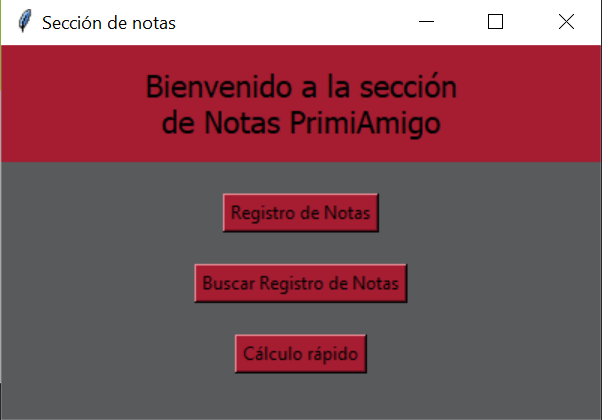 Sección de notas
Bienvenido a la sección
de Notas PrimiAmigo
Registro de Notas
Buscar Registro de Notas
Cálculo rápido